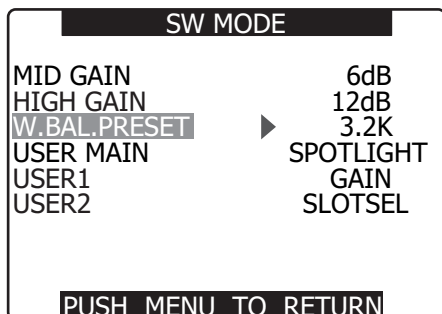 SW MODE
MID GAIN 6dB
HIGH GAIN 12dB
W.BAL.PRESET ▶ 3.2K
USER MAIN SPOTLIGHT
USER1 GAIN
USER2 SLOTSEL
PUSH MENU TO RETURN